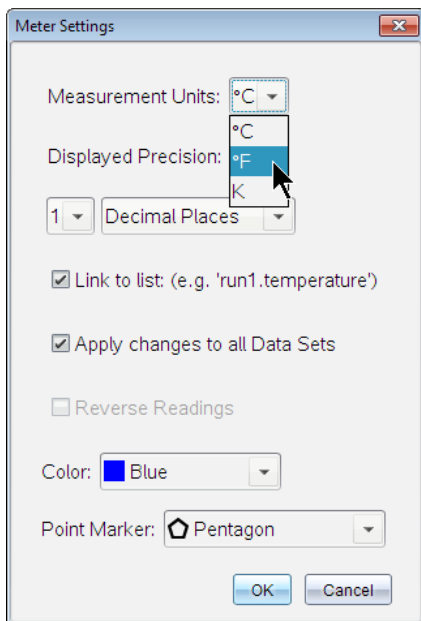 Meter Settings
Measurement Units: °C
°C
Displayed Precision: °F
K
1 Decimal Places
Link to list: (e.g. 'run1.temperature')
Apply changes to all Data Sets
Reverse Readings
Color: Blue
Point Marker: Pentagon
OK Cancel